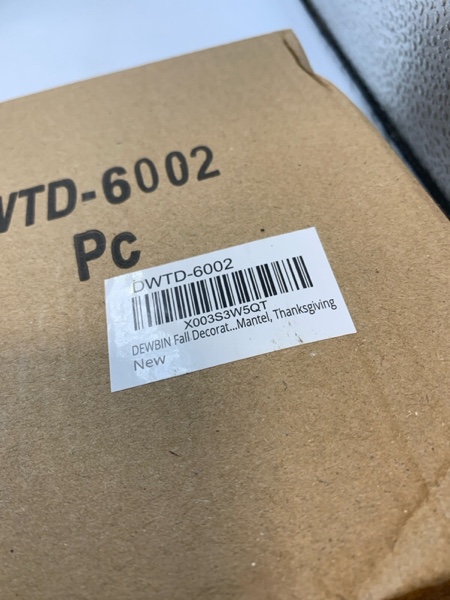 WTD-6002
Pc
DWTD-6002
X003S3W5QT
DEWBIN Fall Decorat...Mantel, Thanksgiving
New